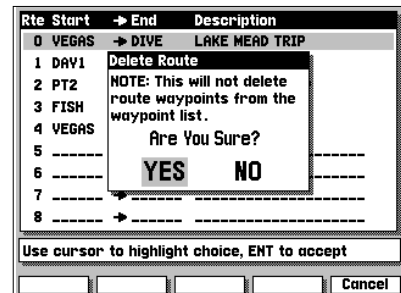 Rte Start → End Description
0 VEGAS → DIVE LAKE MEAD TRIP
1 DAY1
2 PT2
3 FISH
4 VEGAS
5 ______
6 ______
7 ______ → ______ ______
8 ______ → ______ ______
Delete Route
NOTE: This will not delete
route waypoints from the
waypoint list.
Are You Sure?
YES NO
Use cursor to highlight choice, ENT to accept
Cancel